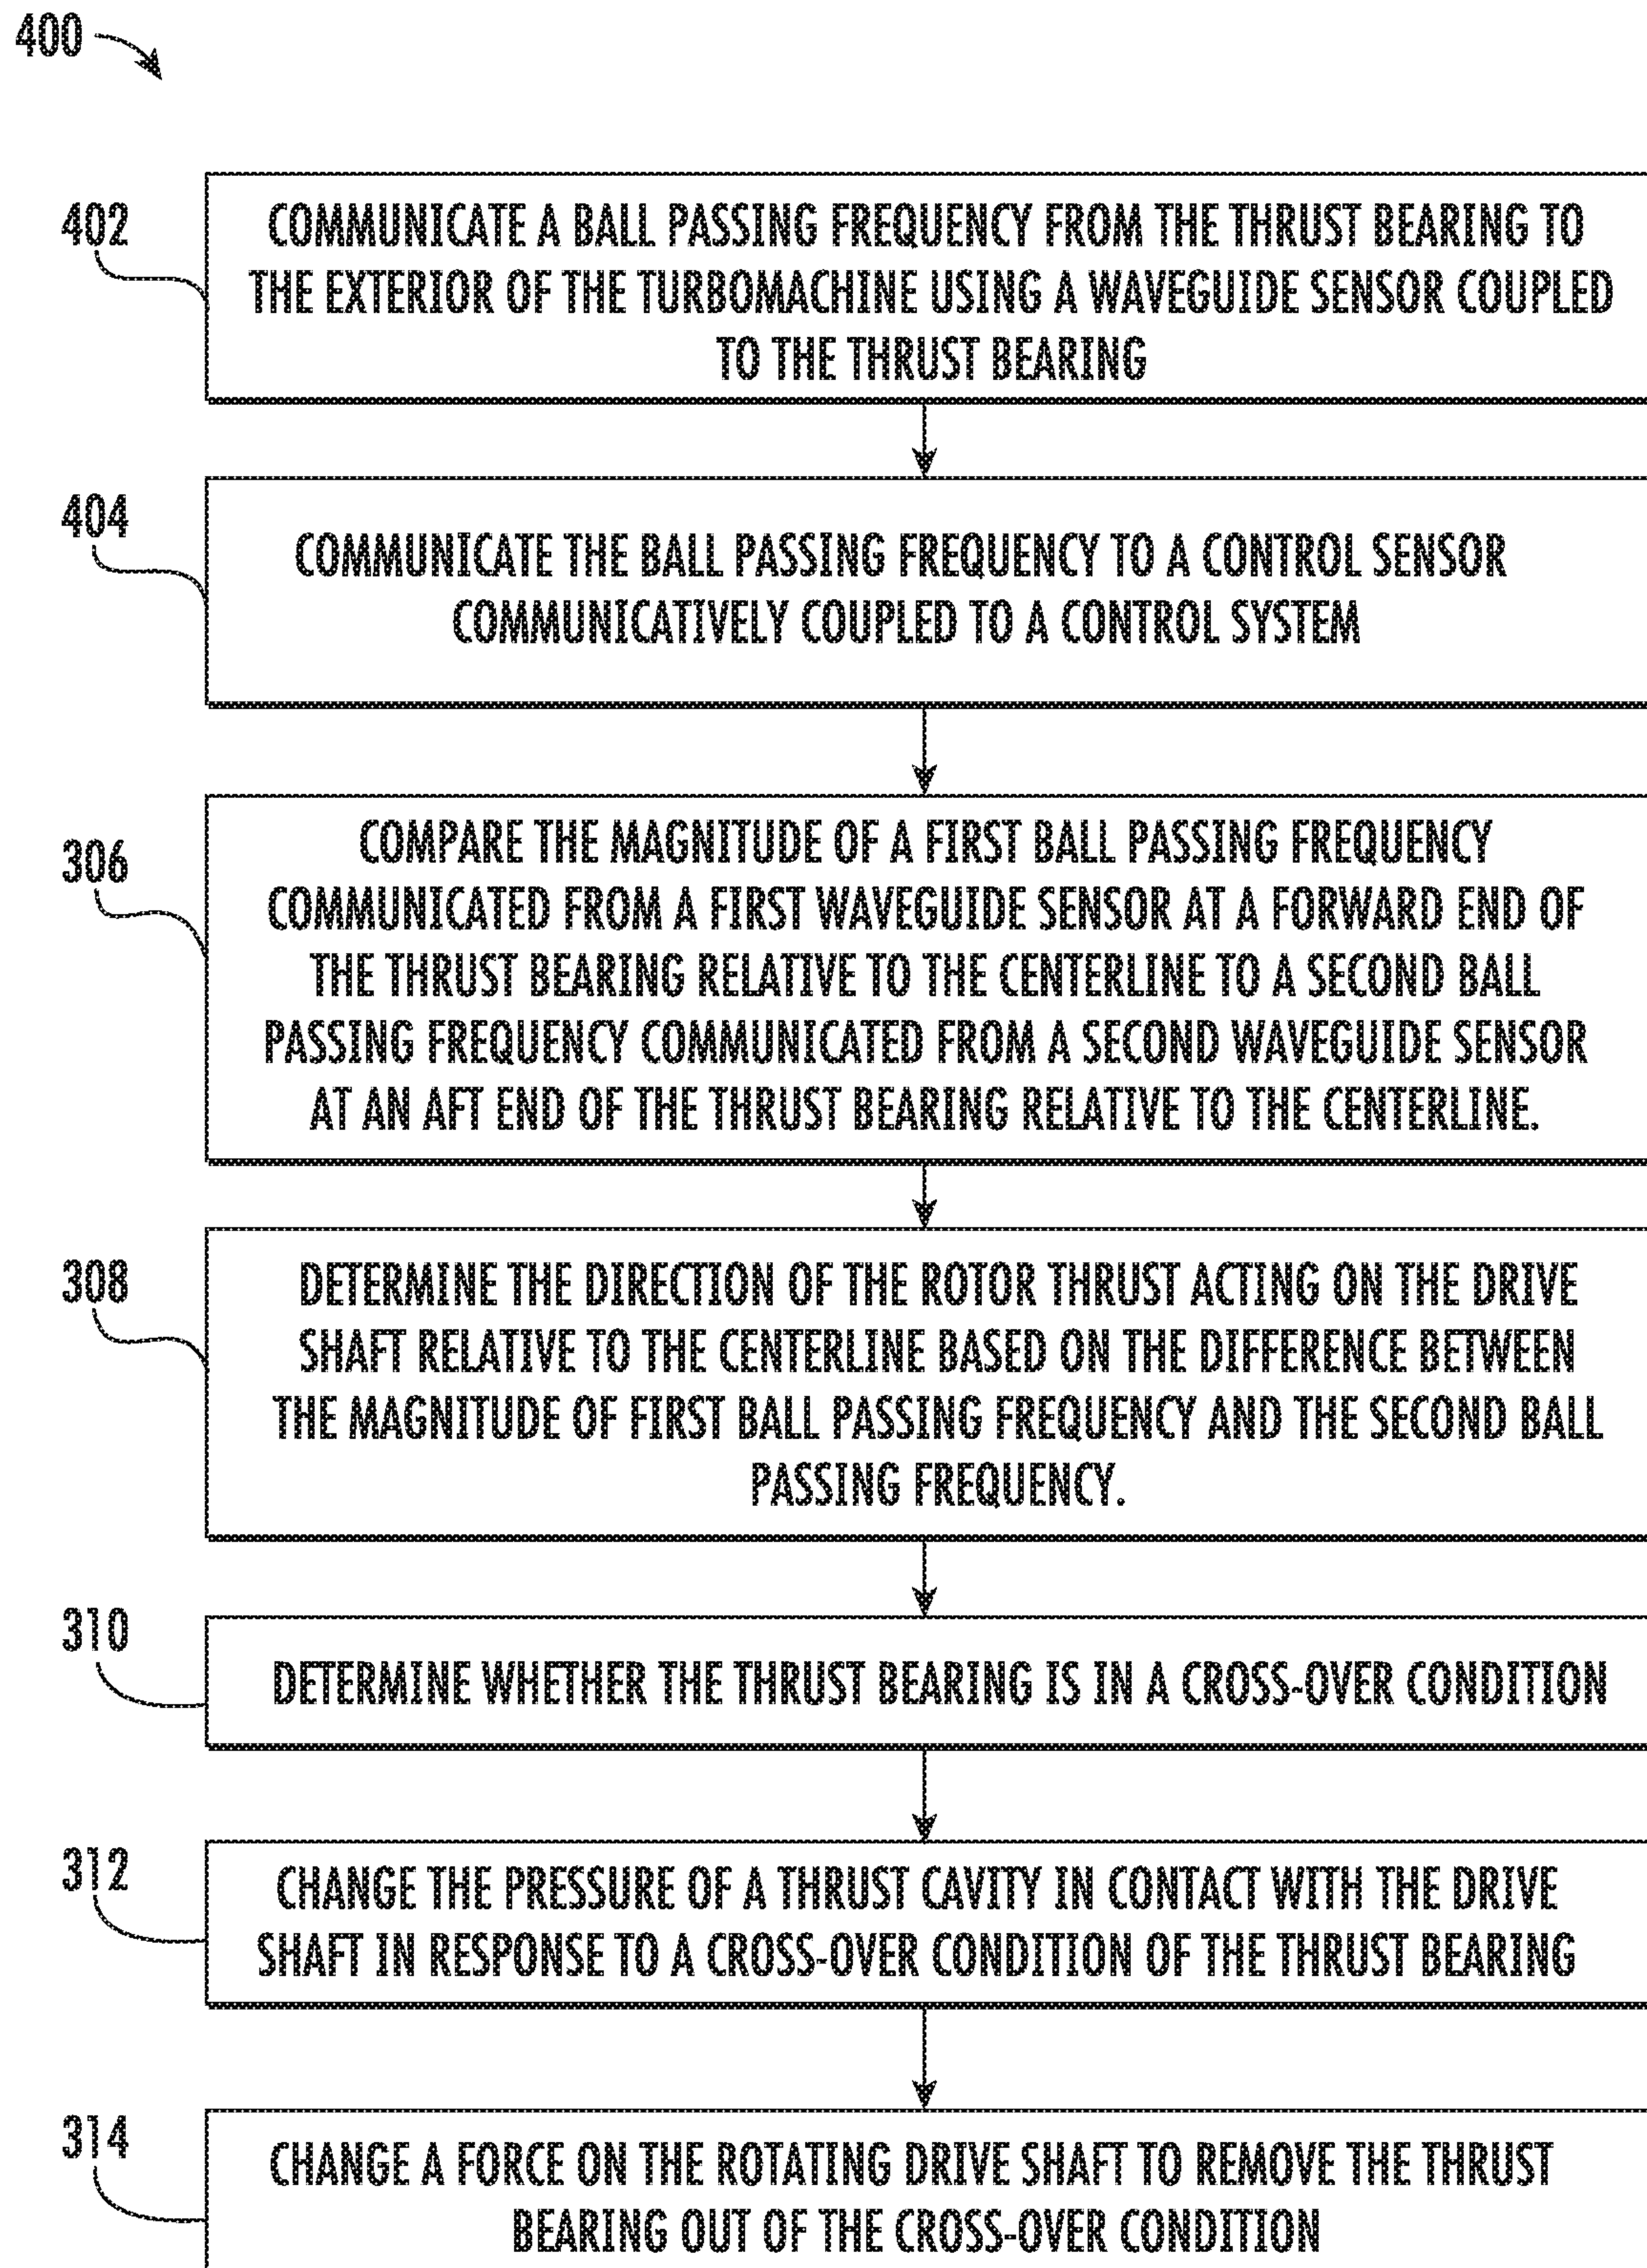 400
402
COMMUNICATE A BALL PASSING FREQUENCY FROM THE THRUST BEARING TO
THE EXTERIOR OF THE TURBOMACHINE USING A WAVEGUIDE SENSOR COUPLED
TO THE THRUST BEARING
404
COMMUNICATE THE BALL PASSING FREQUENCY TO A CONTROL SENSOR
COMMUNICATIVELY COUPLED TO A CONTROL SYSTEM
306
COMPARE THE MAGNITUDE OF A FIRST BALL PASSING FREQUENCY
COMMUNICATED FROM A FIRST WAVEGUIDE SENSOR AT A FORWARD END OF
THE THRUST BEARING RELATIVE TO THE CENTERLINE TO A SECOND BALL
PASSING FREQUENCY COMMUNICATED FROM A SECOND WAVEGUIDE SENSOR
AT AN AFT END OF THE THRUST BEARING RELATIVE TO THE CENTERLINE.
308
DETERMINE THE DIRECTION OF THE ROTOR THRUST ACTING ON THE DRIVE
SHAFT RELATIVE TO THE CENTERLINE BASED ON THE DIFFERENCE BETWEEN
THE MAGNITUDE OF FIRST BALL PASSING FREQUENCY AND THE SECOND BALL
PASSING FREQUENCY.
310
DETERMINE WHETHER THE THRUST BEARING IS IN A CROSS-OVER CONDITION
312
CHANGE THE PRESSURE OF A THRUST CAVITY IN CONTACT WITH THE DRIVE
SHAFT IN RESPONSE TO A CROSS-OVER CONDITION OF THE THRUST BEARING
314
CHANGE A FORCE ON THE ROTATING DRIVE SHAFT TO REMOVE THE THRUST
BEARING OUT OF THE CROSS-OVER CONDITION